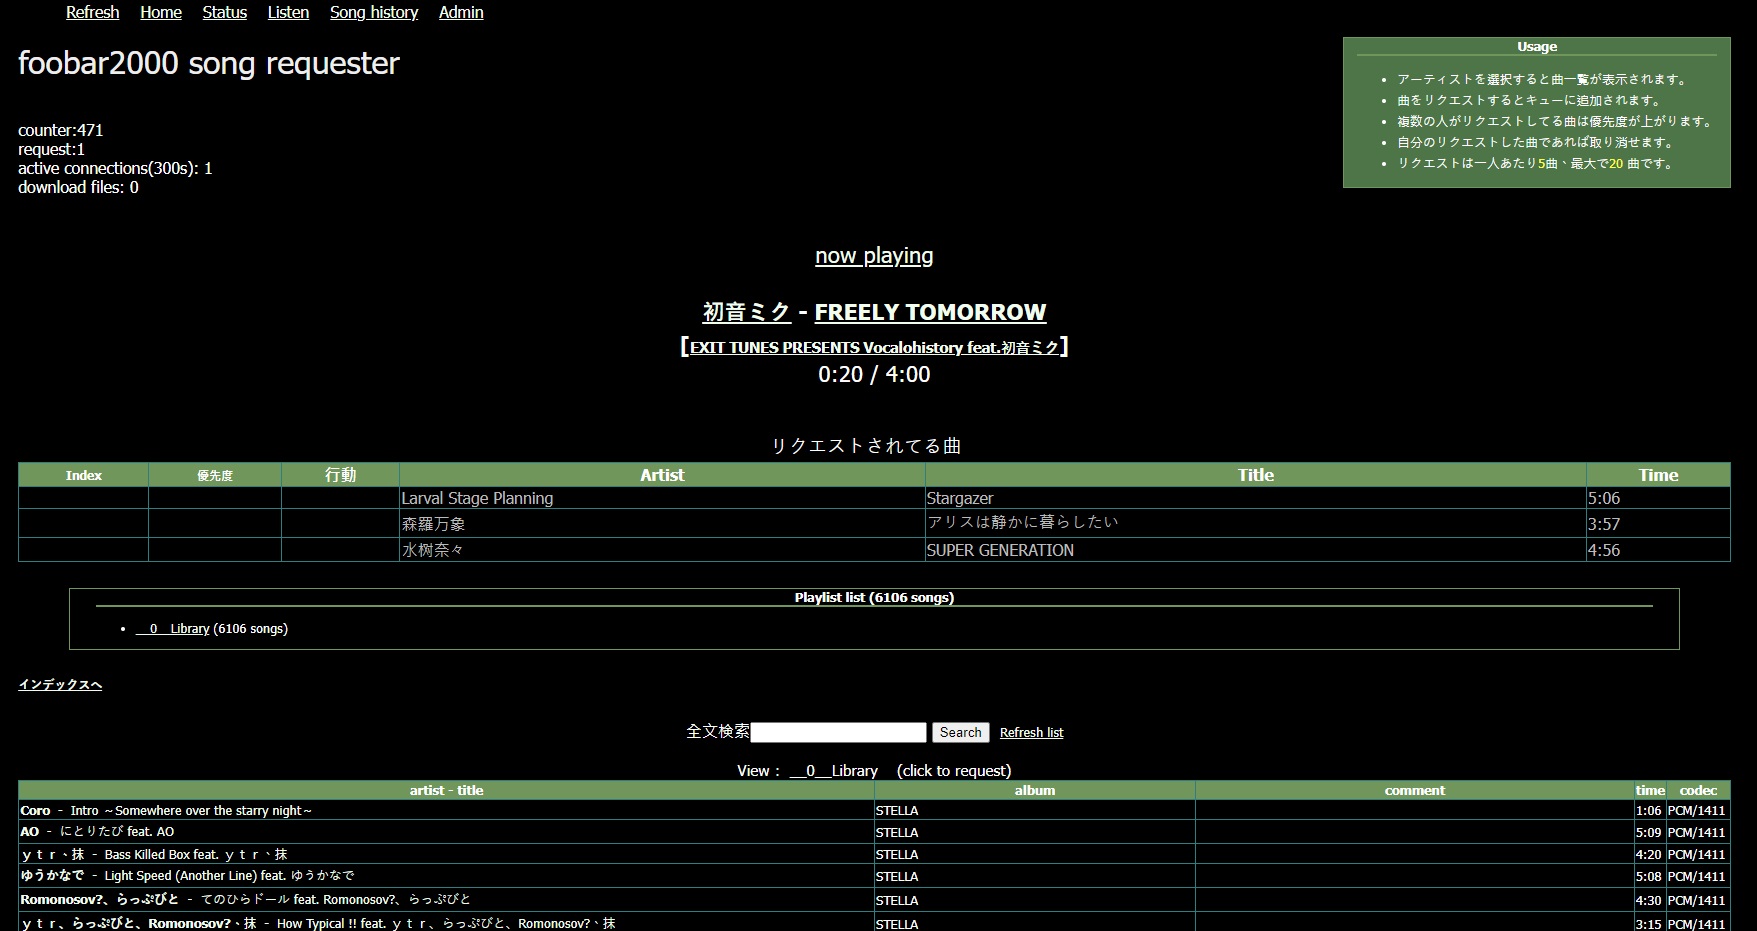 Refresh Home Status Listen Song history Admin
foobar2000 song requester
Usage
アーティストを選択すると曲一覧が表示されます。
曲をリクエストするとキューに追加されます。
複数の人がリクエストしてる曲は優先度が上がります。
自分のリクエストした曲であれば取り消せます。
リクエストは一人あたり5曲、最大で20 曲です。
counter:471
request:1
active connections(300s): 1
download files: 0
now playing
初音ミク - FREELY TOMORROW
[EXIT TUNES PRESENTS Vocalohistory feat.初音ミク]
0:20 / 4:00
リクエストされてる曲
Index 優先度 行動 Artist Title Time
Larval Stage Planning Stargazer 5:06
森羅万象 アリスは静かに暮らしたい 3:57
水树奈々 SUPER GENERATION 4:56
Playlist list (6106 songs)
__0__Library (6106 songs)
インデックスへ
全文検索 Search Refresh list
View : __0__Library (click to request)
artist - title album comment time codec
Coro - Intro ～Somewhere over the starry night～ STELLA 1:06 PCM/1411
AO - にとりたび feat. AO STELLA 5:09 PCM/1411
ｙｔｒ、抹 - Bass Killed Box feat. ｙｔｒ、抹 STELLA 4:20 PCM/1411
ゆうかなで - Light Speed (Another Line) feat. ゆうかなで STELLA 5:08 PCM/1411
Romonosov?、らっぷびと - てのひらドール feat. Romonosov?、らっぷびと STELLA 4:30 PCM/1411
ｙｔｒ、らっぷびと、Romonosov?、抹 - How Typical !! feat. ｙｔｒ、らっぷびと、Romonosov?、抹 STELLA 3:15 PCM/1411